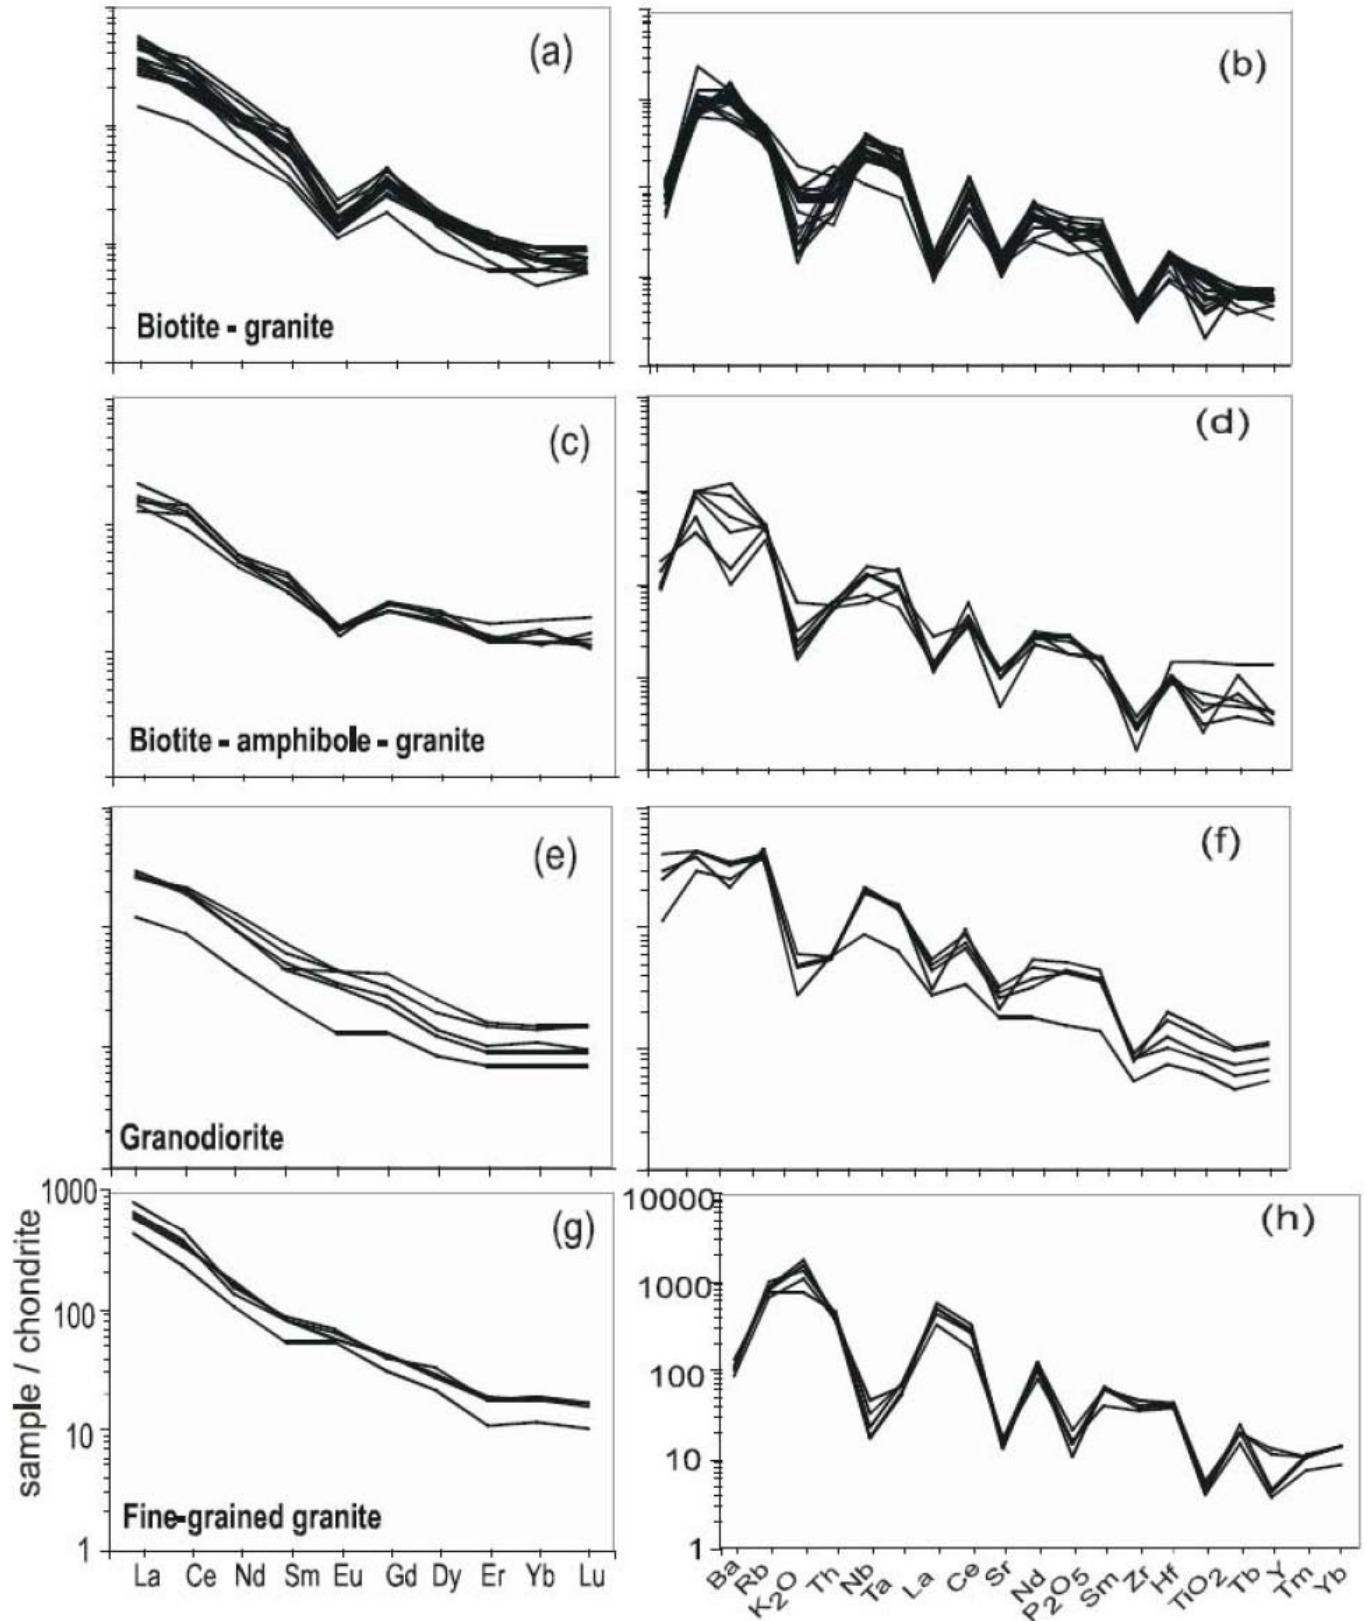 (a)
Biotite - granite
(b)
(c)
Biotite - amphibole - granite
(d)
(e)
Granodiorite
(f)
sample / chondrite
1000
100
10
1
(g)
Fine-grained granite
La Ce Nd Sm Eu Gd Dy Er Yb Lu
10000
1000
100
10
1
(h)
Ba Rb K2O Th Nb Ta La Ce Sr Nd P2O5 Sm Zr Hf TiO2 Tb Y Tm Yb